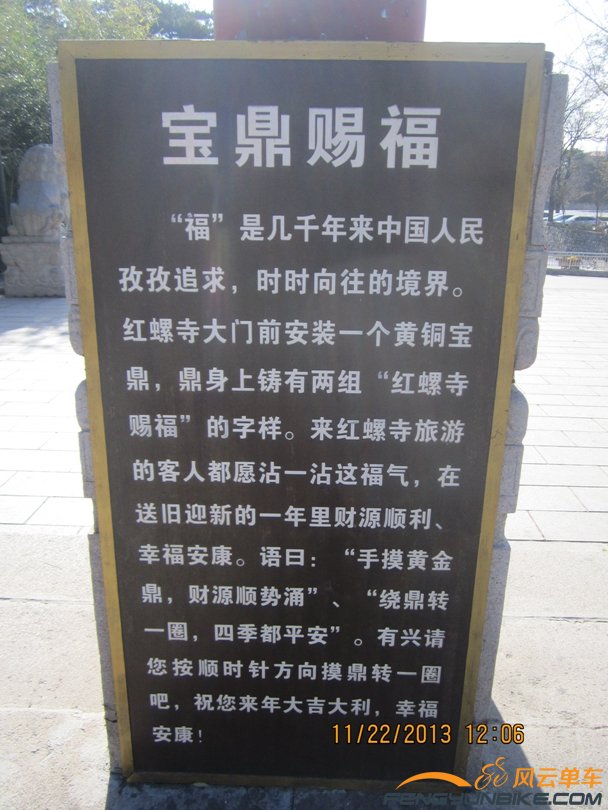 宝鼎赐福
“福”是几千年来中国人民
孜孜追求，时时向往的境界。
红螺寺大门前安装一个黄铜宝
鼎，鼎身上铸有两组“红螺寺
赐福”的字样。来红螺寺旅游
的客人都愿沾一沾这福气，在
送旧迎新的一年里财源顺利、
幸福安康。语曰：“手摸黄金
鼎，财源顺势涌”、“绕鼎转
一圈，四季都平安”。有兴请
您按顺时针方向摸鼎转一圈
吧，祝您来年大吉大利，幸福
安康！
11/22/2013 12:06
风云单车
FENGYUNBIKE.COM